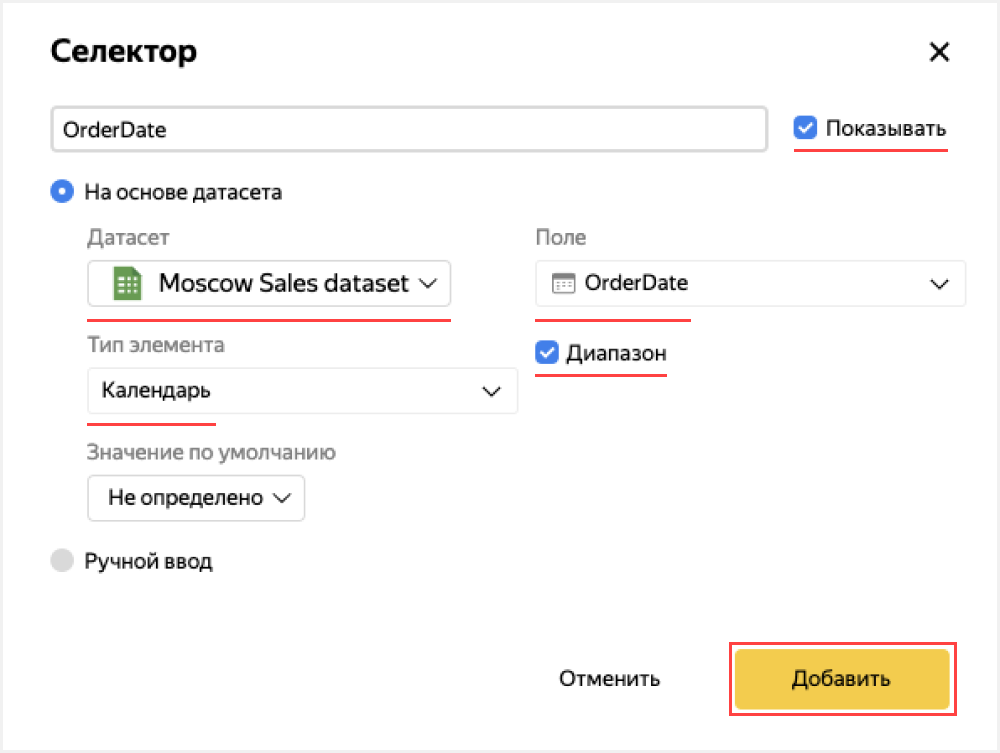 Селектор
OrderDate
Показывать
На основе датасета
Датасет
Поле
Moscow Sales dataset
OrderDate
Тип элемента
Диапазон
Календарь
Значение по умолчанию
Не определено
Ручной ввод
Отменить
Добавить